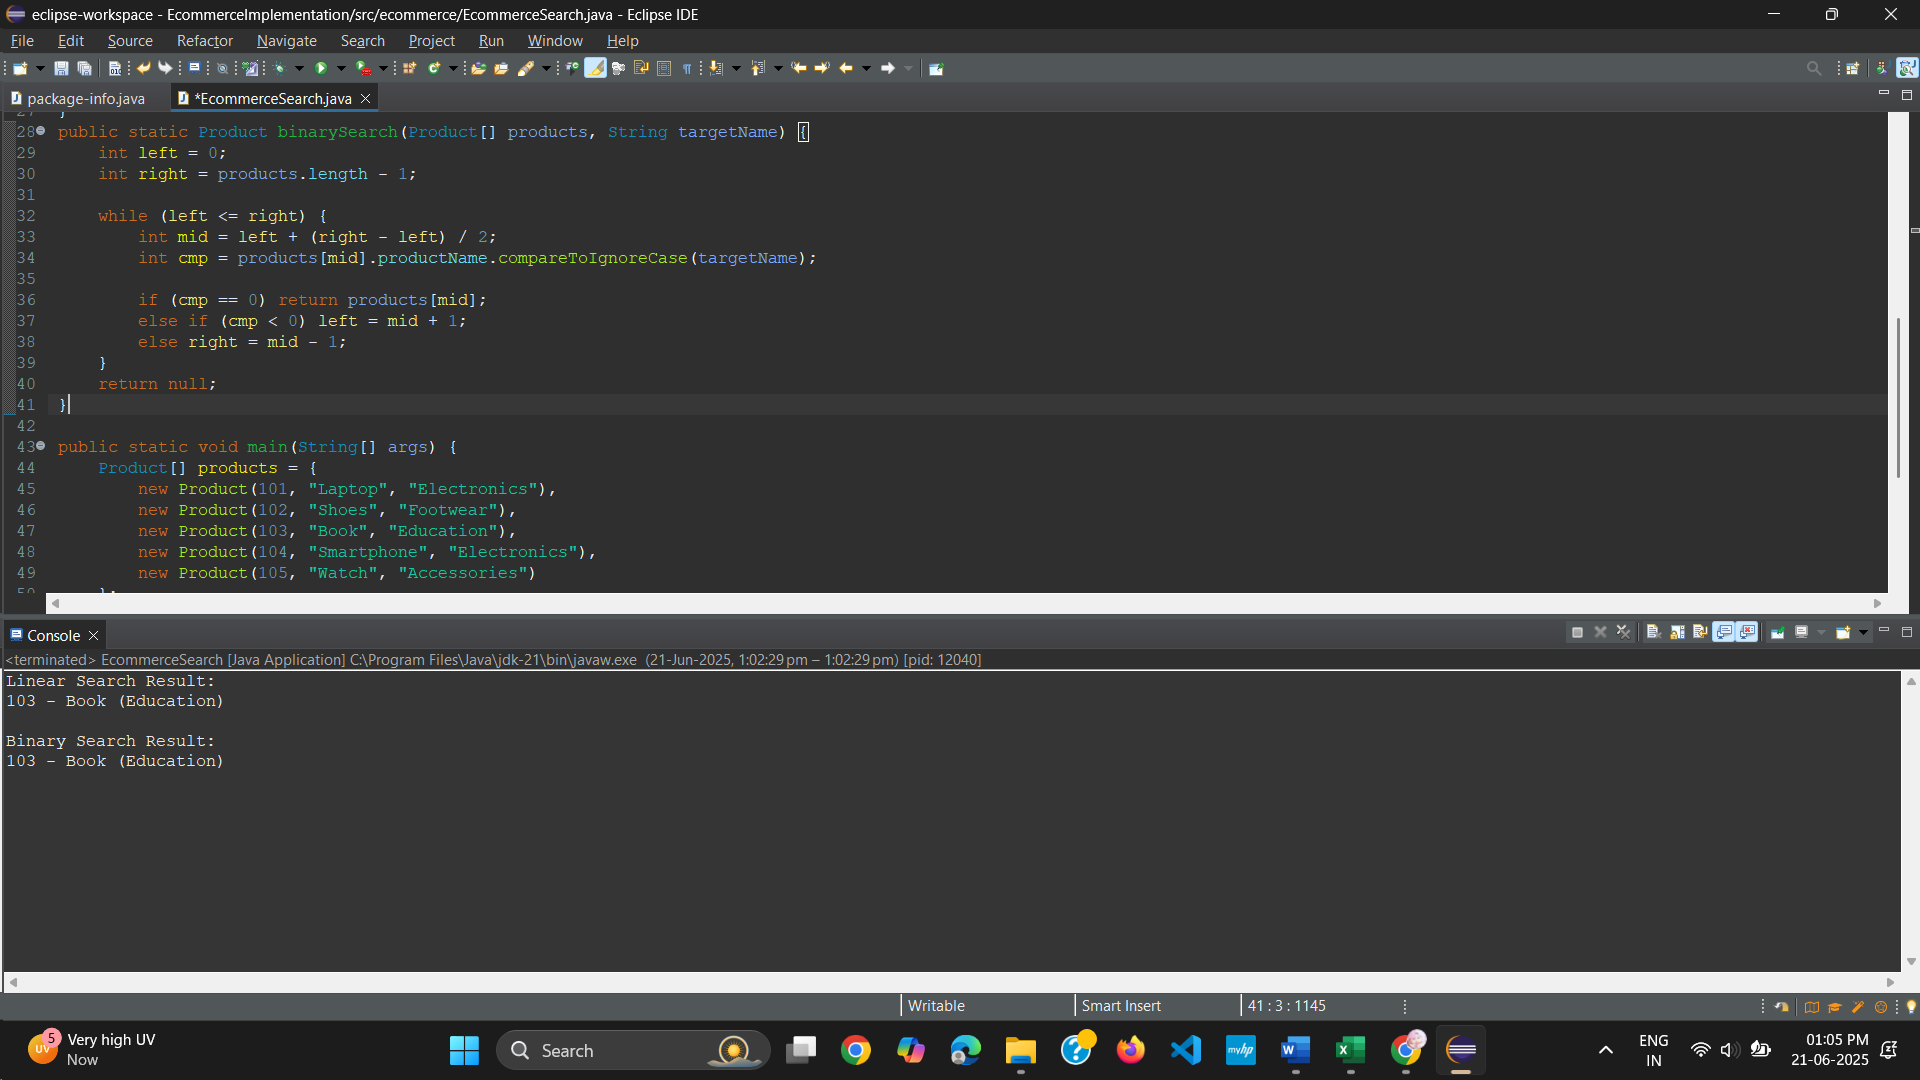 eclipse-workspace - EcommerceImplementation/src/ecommerce/EcommerceSearch.java - Eclipse IDE
File Edit Source Refactor Navigate Search Project Run Window Help
package-info.java *EcommerceSearch.java
28 public static Product binarySearch(Product[] products, String targetName) {
29 int left = 0;
30 int right = products.length - 1;
31
32 while (left <= right) {
33 int mid = left + (right - left) / 2;
34 int cmp = products[mid].productName.compareToIgnoreCase(targetName);
35
36 if (cmp == 0) return products[mid];
37 else if (cmp < 0) left = mid + 1;
38 else right = mid - 1;
39 }
40 return null;
41 }
42
43 public static void main(String[] args) {
44 Product[] products = {
45 new Product(101, "Laptop", "Electronics"),
46 new Product(102, "Shoes", "Footwear"),
47 new Product(103, "Book", "Education"),
48 new Product(104, "Smartphone", "Electronics"),
49 new Product(105, "Watch", "Accessories")
Console
<terminated> EcommerceSearch [Java Application] C:\Program Files\Java\jdk-21\bin\javaw.exe (21-Jun-2025, 1:02:29 pm – 1:02:29 pm) [pid: 12040]
Linear Search Result:
103 - Book (Education)
Binary Search Result:
103 - Book (Education)
Writable Smart Insert 41 : 3 : 1145
5 UV Very high UV
Now
Search
myhp
ENG
IN
01:05 PM
21-06-2025